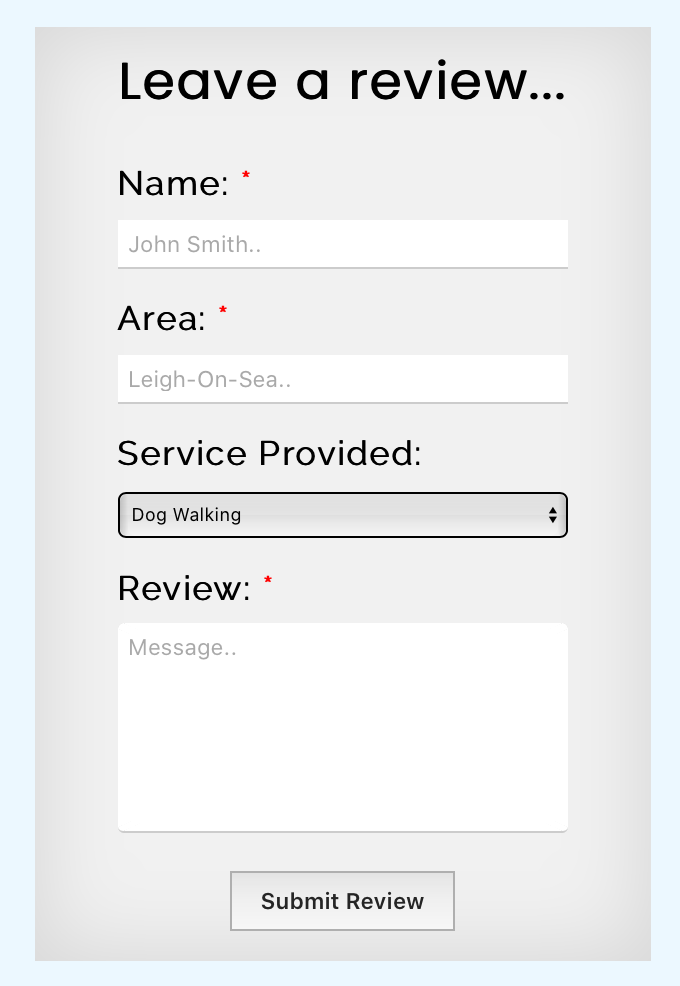 Leave a review...
Name: *
John Smith..
Area: *
Leigh-On-Sea..
Service Provided:
Dog Walking
Review: *
Message..
Submit Review